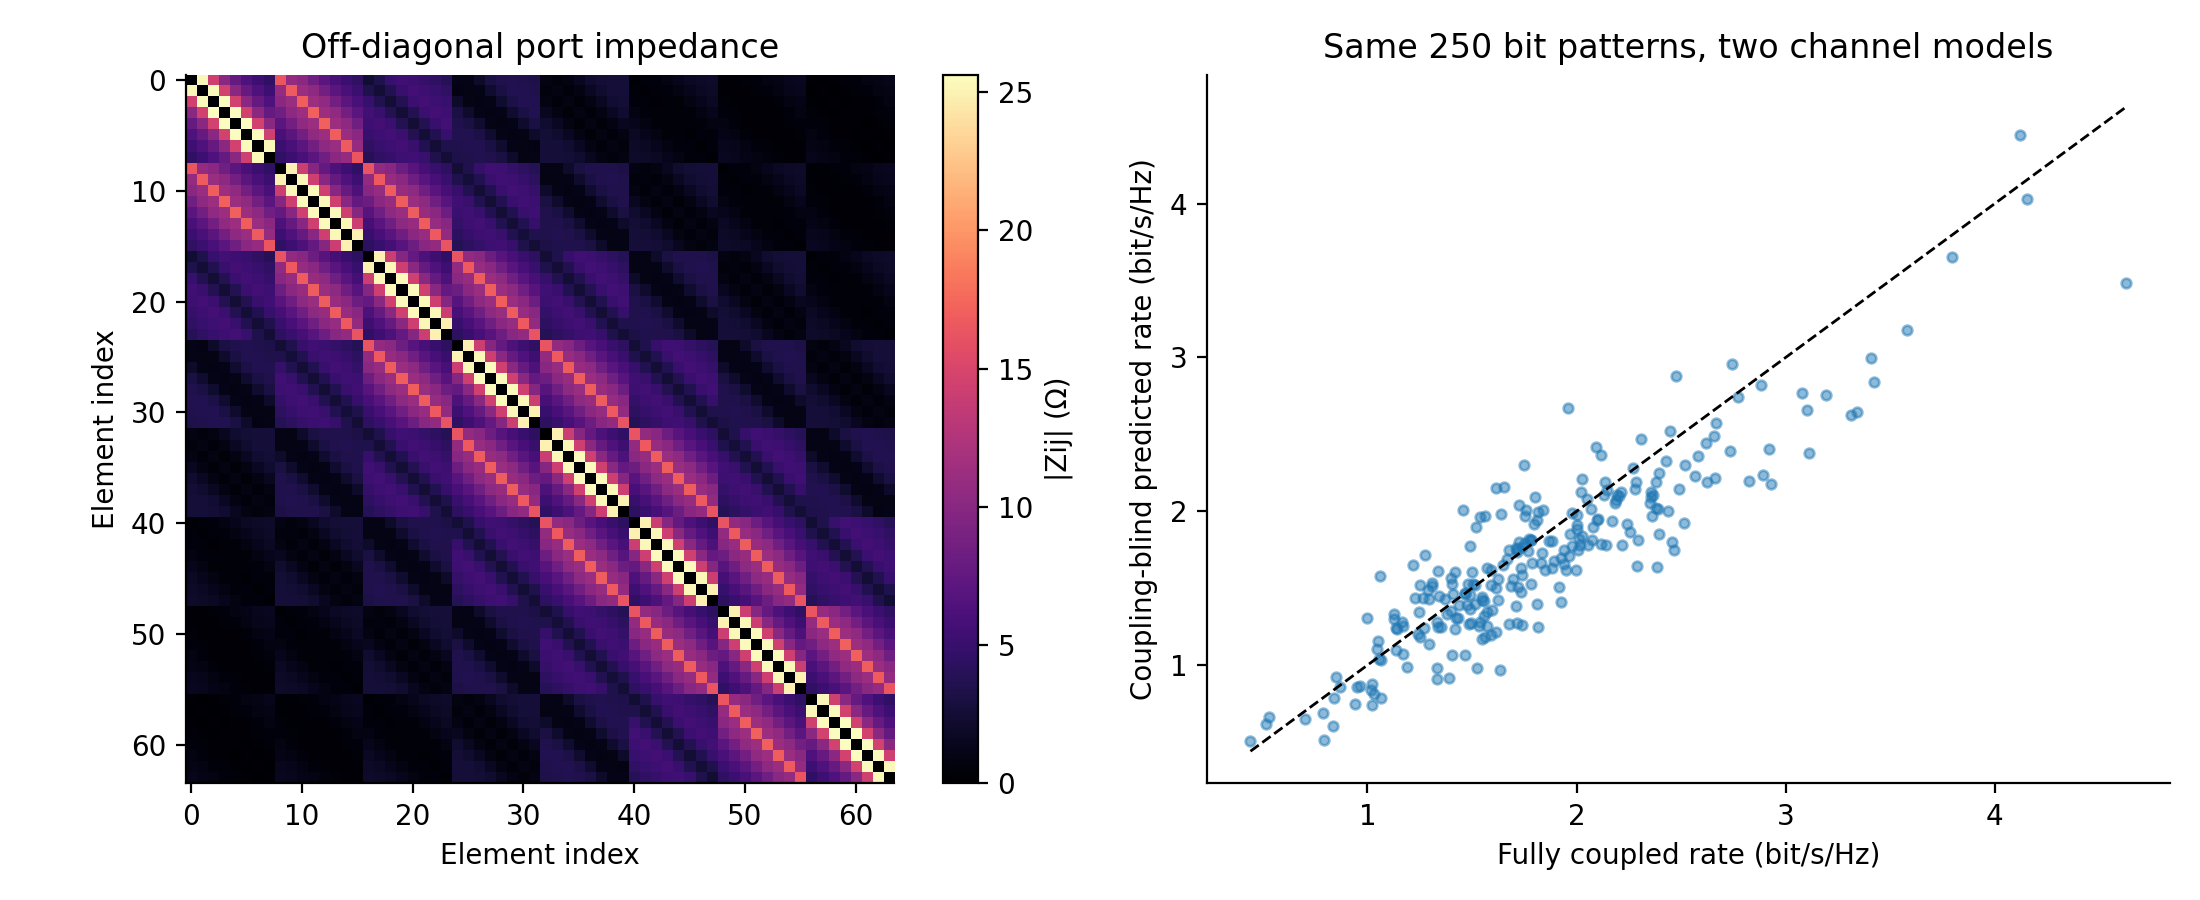 Off-diagonal port impedance
0
10
20
30
40
50
60
Element index
0 10 20 30 40 50 60
Element index
25
20
15
10
5
0
|Zij| (Ω)
Same 250 bit patterns, two channel models
4
3
2
1
Coupling-blind predicted rate (bit/s/Hz)
1 2 3 4
Fully coupled rate (bit/s/Hz)